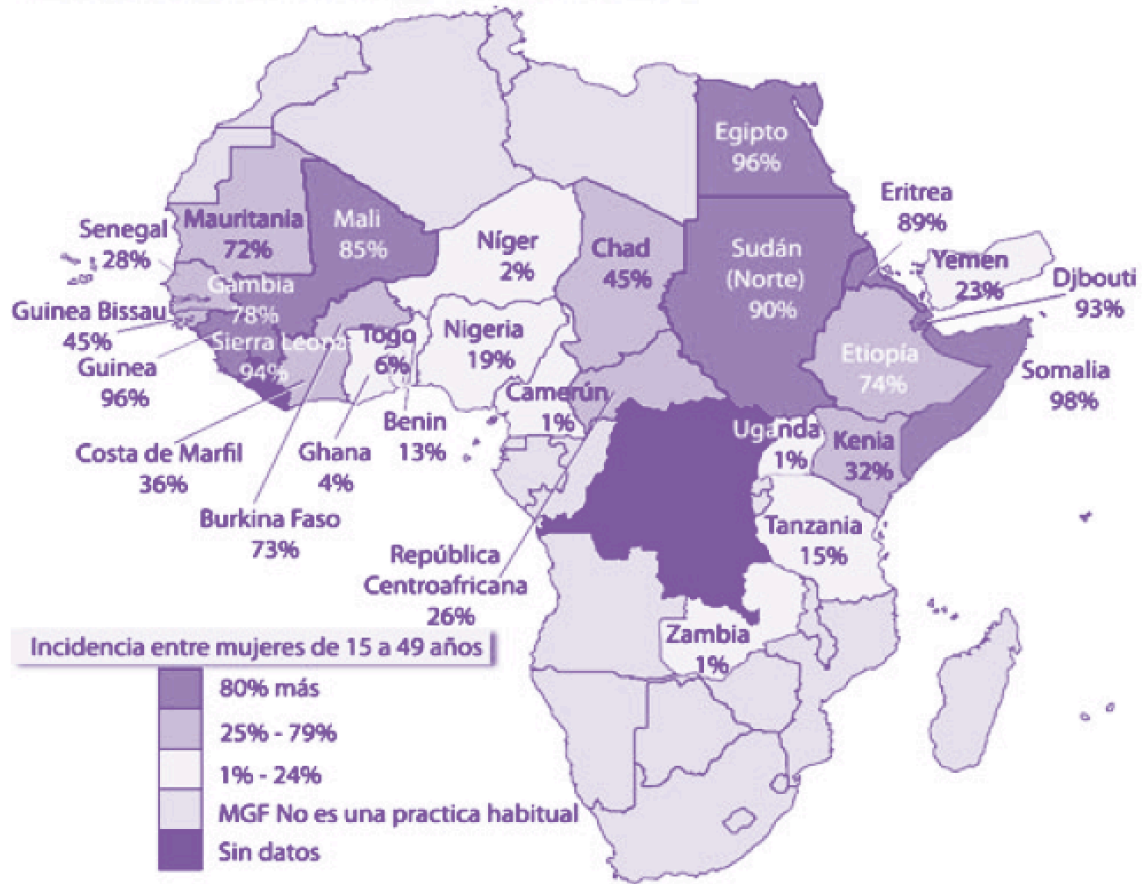 Egipto
96%
Eritrea
89%
Senegal
28%
Mauritania
72%
Mali
85%
Níger
2%
Chad
45%
Sudán
(Norte)
90%
Yemen
23%
Djbouti
93%
Gambia
78%
Guinea Bissau
45%
Sierra Leona
94%
Togo
6%
Nigeria
19%
Etiopía
74%
Guinea
96%
Somalia
98%
Camerún
1%
Benin
13%
Uganda
1%
Kenia
32%
Costa de Marfil
36%
Ghana
4%
Burkina Faso
73%
Tanzania
15%
República
Centroafricana
26%
Zambia
1%
Incidencia entre mujeres de 15 a 49 años
80% más
25% - 79%
1% - 24%
MGF No es una practica habitual
Sin datos